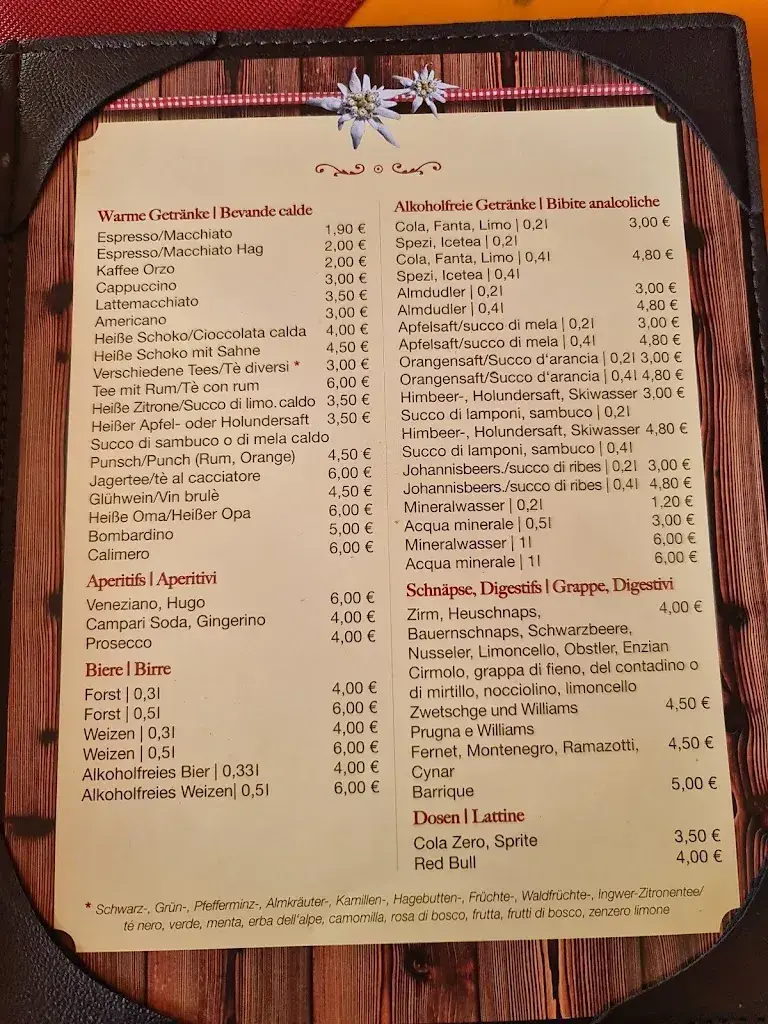 Warme Getränke | Bevande calde
Espresso/Macchiato 1,90 €
Espresso/Macchiato Hag 2,00 €
Kaffee Orzo 2,00 €
Cappuccino 3,00 €
Lattemacchiato 3,50 €
Americano 3,00 €
Heiße Schoko/Cioccolata calda 4,00 €
Heiße Schoko mit Sahne 4,50 €
Verschiedene Tees/Tè diversi * 3,00 €
Tee mit Rum/Tè con rum 6,00 €
Heiße Zitrone/Succo di limo. caldo 3,50 €
Heißer Apfel- oder Holundersaft 3,50 €
Succo di sambuco o di mela caldo
Punsch/Punch (Rum, Orange) 4,50 €
Jagertee/tè al cacciatore 6,00 €
Glühwein/Vin brulè 4,50 €
Heiße Oma/Heißer Opa 6,00 €
Bombardino 5,00 €
Calimero 6,00 €
Aperitifs | Aperitivi
Veneziano, Hugo 6,00 €
Campari Soda, Gingerino 4,00 €
Prosecco 4,00 €
Biere | Birre
Forst | 0,3l 4,00 €
Forst | 0,5l 6,00 €
Weizen | 0,3l 4,00 €
Weizen | 0,5l 6,00 €
Alkoholfreies Bier | 0,33l 4,00 €
Alkoholfreies Weizen| 0,5l 6,00 €
Alkoholfreie Getränke | Bibite analcoliche
Cola, Fanta, Limo | 0,2l 3,00 €
Spezi, Icetea | 0,2l
Cola, Fanta, Limo | 0,4l 4,80 €
Spezi, Icetea | 0,4l
Almdudler | 0,2l 3,00 €
Almdudler | 0,4l 4,80 €
Apfelsaft/succo di mela | 0,2l 3,00 €
Apfelsaft/succo di mela | 0,4l 4,80 €
Orangensaft/Succo d'arancia | 0,2l 3,00 €
Orangensaft/Succo d'arancia | 0,4l 4,80 €
Himbeer-, Holundersaft, Skiwasser 3,00 €
Succo di lamponi, sambuco | 0,2l
Himbeer-, Holundersaft, Skiwasser 4,80 €
Succo di lamponi, sambuco | 0,4l
Johannisbeers./succo di ribes | 0,2l 3,00 €
Johannisbeers./succo di ribes | 0,4l 4,80 €
Mineralwasser | 0,2l 1,20 €
Acqua minerale | 0,5l 3,00 €
Mineralwasser | 1l 6,00 €
Acqua minerale | 1l 6,00 €
Schnäpse, Digestifs | Grappe, Digestivi
Zirm, Heuschnaps, 4,00 €
Bauernschnaps, Schwarzbeere,
Nusseler, Limoncello, Obstler, Enzian
Cirmolo, grappa di fieno, del contadino o
di mirtillo, nocciolino, limoncello
Zwetschge und Williams 4,50 €
Prugna e Williams
Fernet, Montenegro, Ramazotti, 4,50 €
Cynar
Barrique 5,00 €
Dosen | Lattine
Cola Zero, Sprite 3,50 €
Red Bull 4,00 €
* Schwarz-, Grün-, Pfefferminz-, Almkräuter-, Kamillen-, Hagebutten-, Früchte-, Waldfrüchte-, Ingwer-Zitronentee/
té nero, verde, menta, erba dell'alpe, camomilla, rosa di bosco, frutta, frutti di bosco, zenzero limone